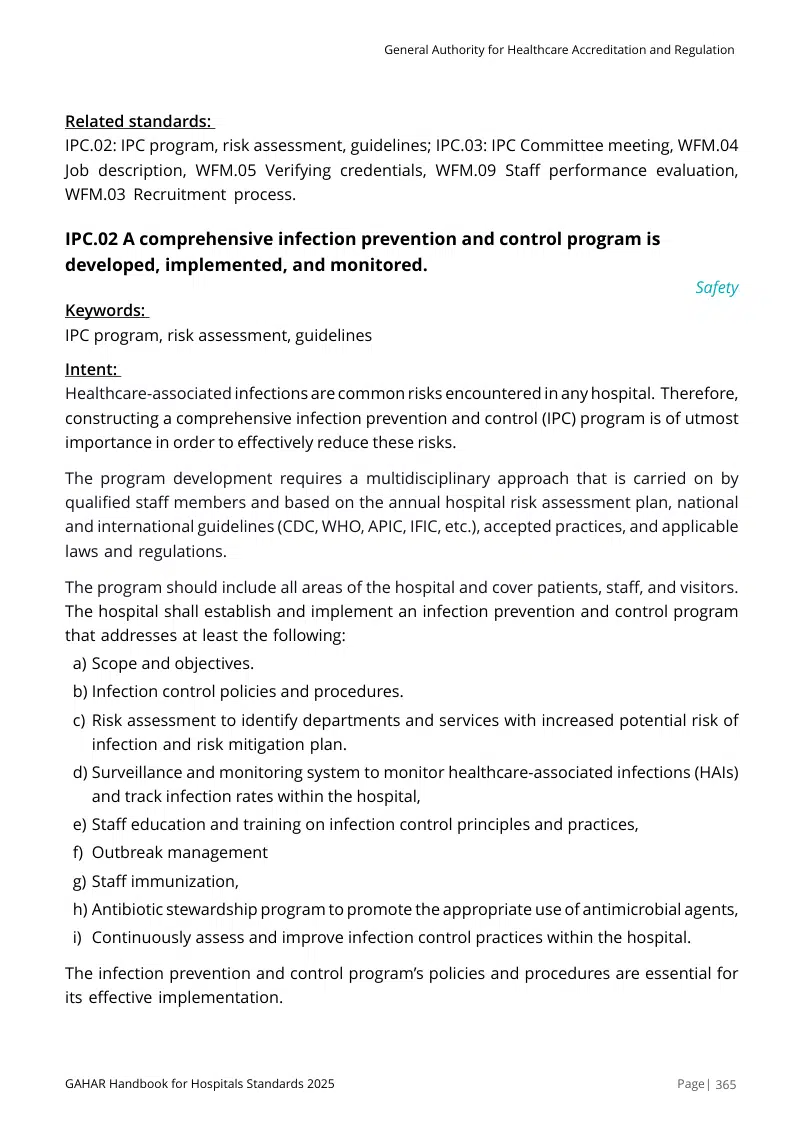 General Authority for Healthcare Accreditation and Regulation
Related standards:
IPC.02: IPC program, risk assessment, guidelines; IPC.03: IPC Committee meeting, WFM.04
Job description, WFM.05 Verifying credentials, WFM.09 Staff performance evaluation,
WFM.03 Recruitment process.
IPC.02 A comprehensive infection prevention and control program is
developed, implemented, and monitored.
Safety
Keywords:
IPC program, risk assessment, guidelines
Intent:
Healthcare-associated infections are common risks encountered in any hospital. Therefore,
constructing a comprehensive infection prevention and control (IPC) program is of utmost
importance in order to effectively reduce these risks.
The program development requires a multidisciplinary approach that is carried on by
qualified staff members and based on the annual hospital risk assessment plan, national
and international guidelines (CDC, WHO, APIC, IFIC, etc.), accepted practices, and applicable
laws and regulations.
The program should include all areas of the hospital and cover patients, staff, and visitors.
The hospital shall establish and implement an infection prevention and control program
that addresses at least the following:
a) Scope and objectives.
b) Infection control policies and procedures.
c) Risk assessment to identify departments and services with increased potential risk of
infection and risk mitigation plan.
d) Surveillance and monitoring system to monitor healthcare-associated infections (HAIs)
and track infection rates within the hospital,
e) Staff education and training on infection control principles and practices,
f) Outbreak management
g) Staff immunization,
h) Antibiotic stewardship program to promote the appropriate use of antimicrobial agents,
i) Continuously assess and improve infection control practices within the hospital.
The infection prevention and control program’s policies and procedures are essential for
its effective implementation.
GAHAR Handbook for Hospitals Standards 2025
Page| 365